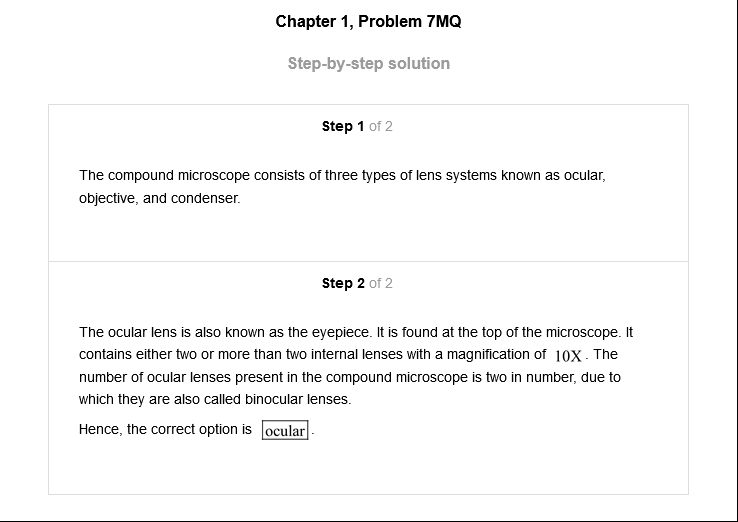 Chapter 1, Problem 7MQ
Step-by-step solution
Step 1 of 2
The compound microscope consists of three types of lens systems known as ocular,
objective, and condenser.
Step 2 of 2
The ocular lens is also known as the eyepiece. It is found at the top of the microscope. It
contains either two or more than two internal lenses with a magnification of 10X. The
number of ocular lenses present in the compound microscope is two in number, due to
which they are also called binocular lenses.
Hence, the correct option is ocular.